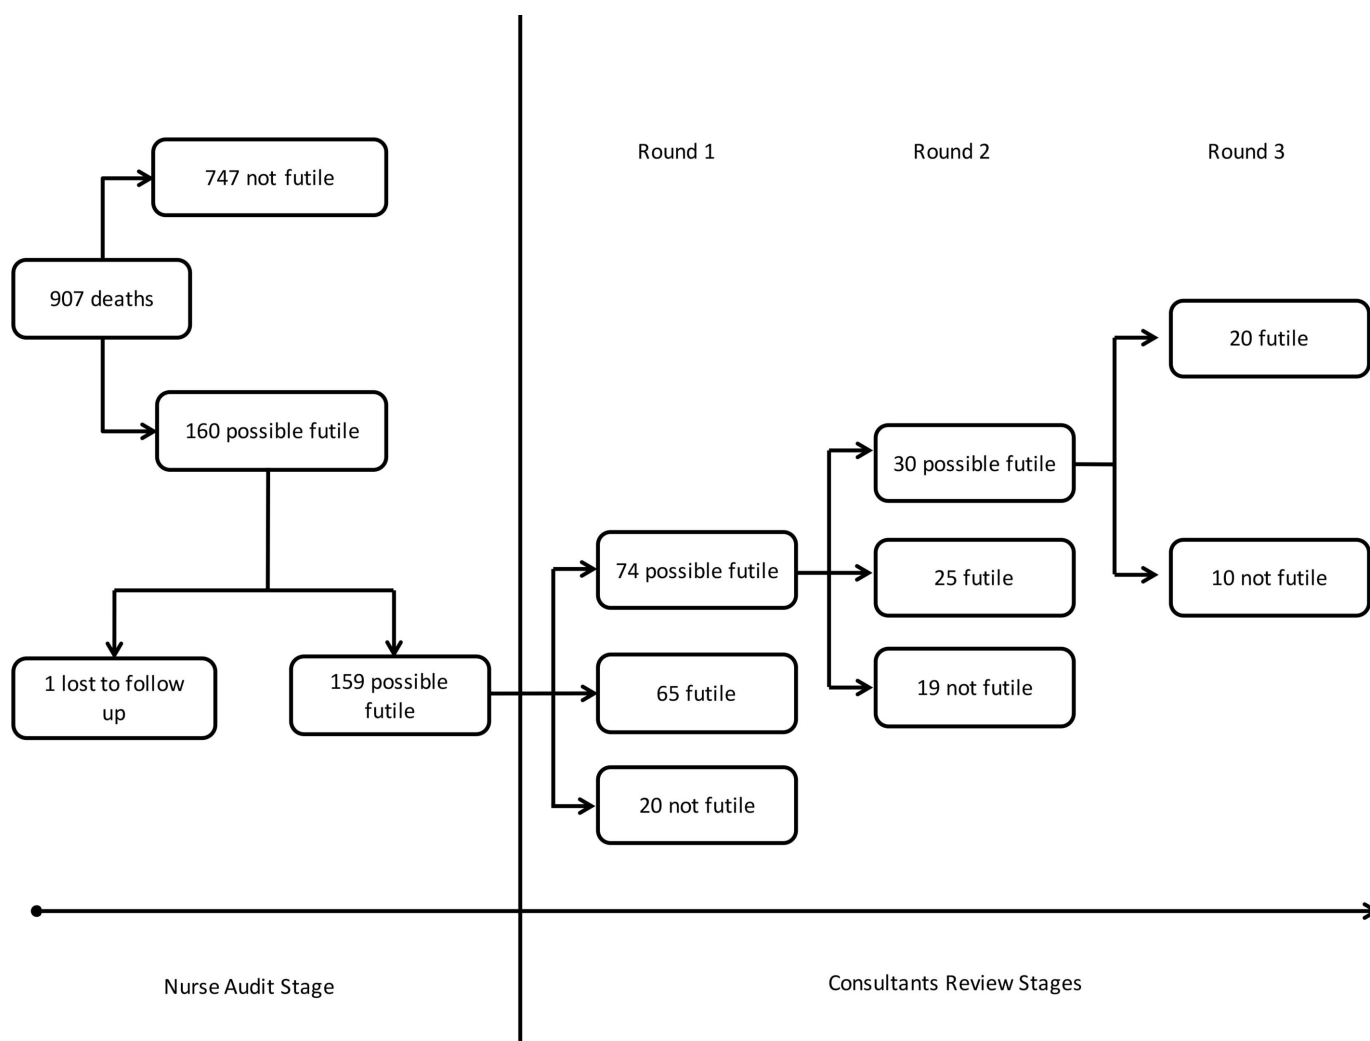 Round 1
Round 2
Round 3
747 not futile
907 deaths
160 possible futile
1 lost to follow
up
159 possible
futile
74 possible futile
65 futile
20 not futile
30 possible futile
25 futile
19 not futile
20 futile
10 not futile
Nurse Audit Stage
Consultants Review Stages